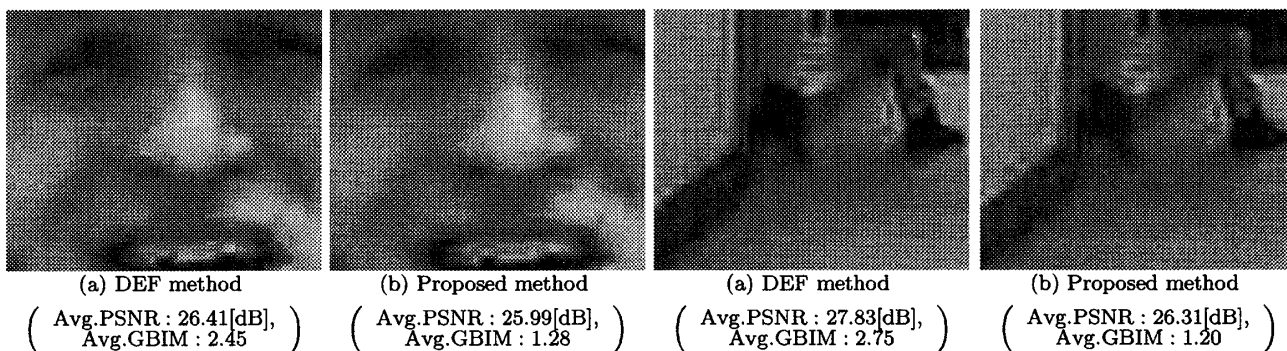 (a) DEF method
( Avg.PSNR : 26.41[dB],
Avg.GBIM : 2.45 )
(b) Proposed method
( Avg.PSNR : 25.99[dB],
Avg.GBIM : 1.28 )
(a) DEF method
( Avg.PSNR : 27.83[dB],
Avg.GBIM : 2.75 )
(b) Proposed method
( Avg.PSNR : 26.31[dB],
Avg.GBIM : 1.20 )